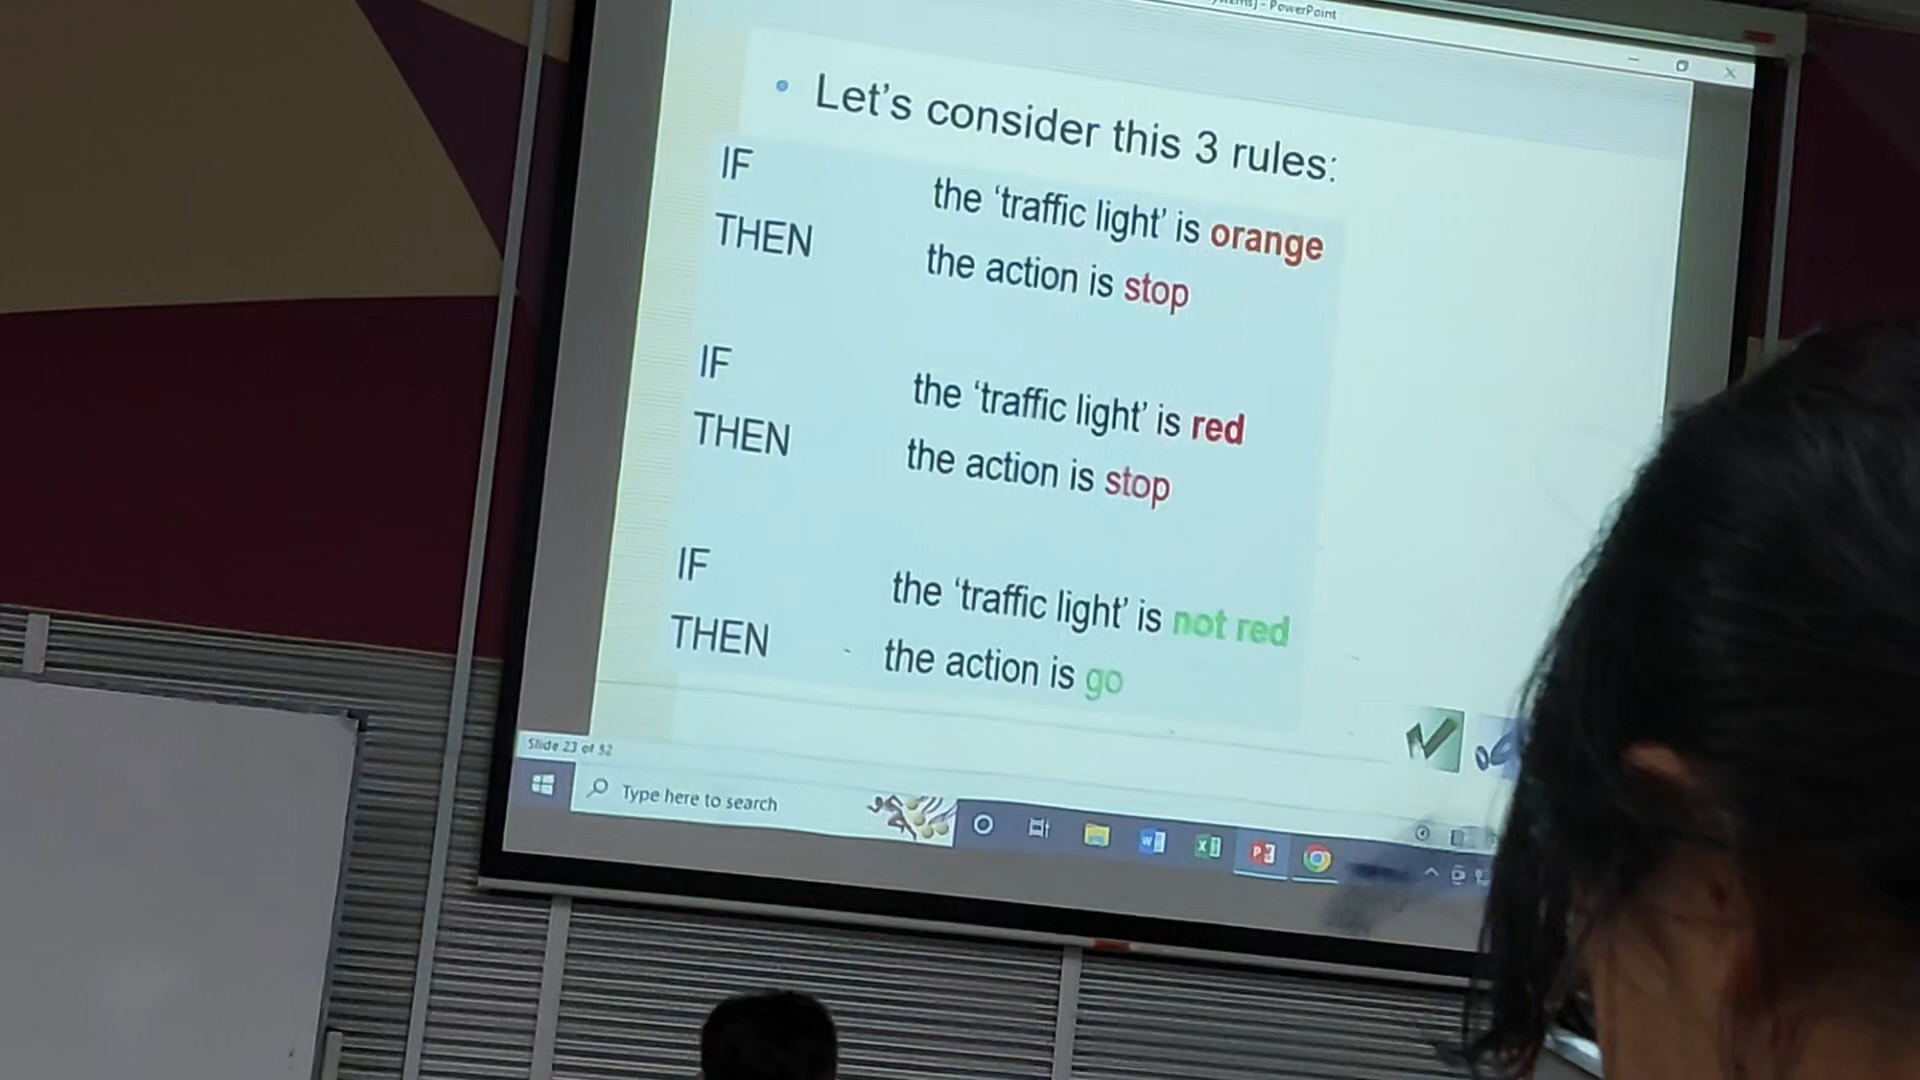 - PowerPoint
• Let's consider this 3 rules:
IF the 'traffic light' is orange
THEN the action is stop
IF the 'traffic light' is red
THEN the action is stop
IF the 'traffic light' is not red
THEN the action is go
Slide 23 of 52
Type here to search